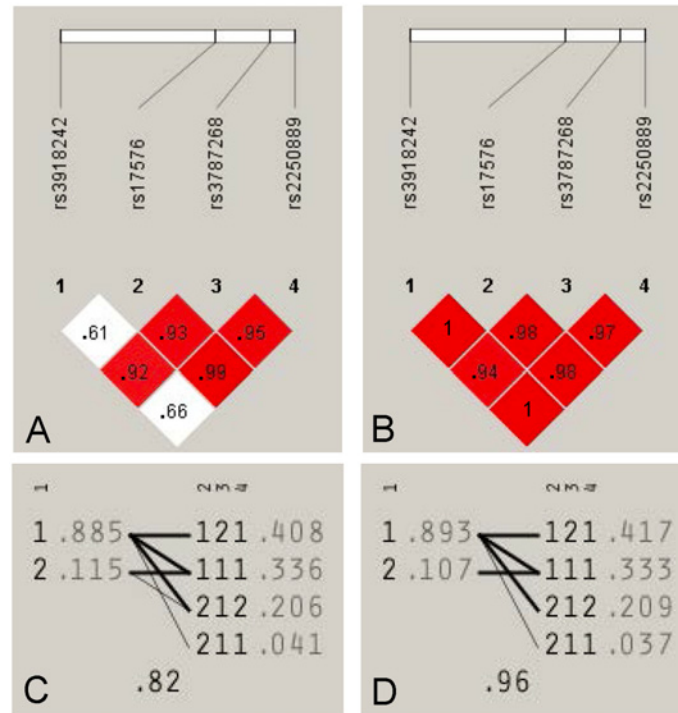 rs3918242
rs17576
rs3787268
rs2250889
1 2 3 4
.61 .93 .95
.92 .99
.66
A
rs3918242
rs17576
rs3787268
rs2250889
1 2 3 4
1 .98 .97
.94 .98
1
B
1 2 3 4
1 .885 121 .408
2 .115 111 .336
212 .206
211 .041
.82
C
1 2 3 4
1 .893 121 .417
2 .107 111 .333
212 .209
211 .037
.96
D